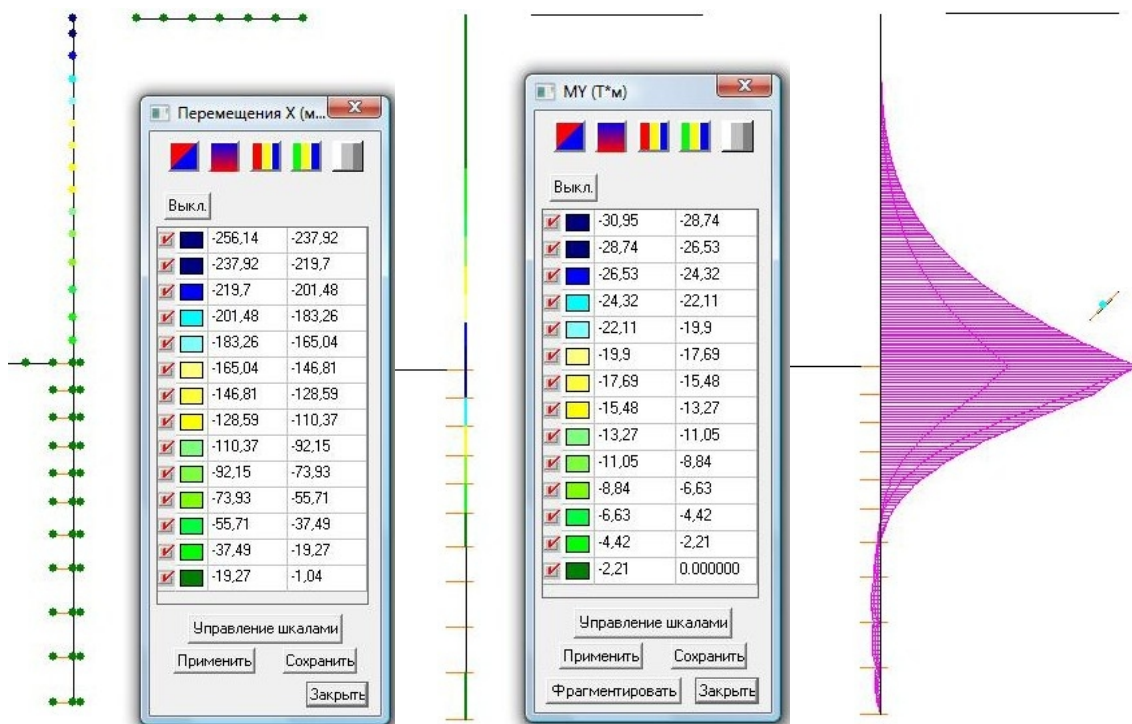 Перемещения X (м...
Выкл.
-256,14 -237,92
-237,92 -219,7
-219,7 -201,48
-201,48 -183,26
-183,26 -165,04
-165,04 -146,81
-146,81 -128,59
-128,59 -110,37
-110,37 -92,15
-92,15 -73,93
-73,93 -55,71
-55,71 -37,49
-37,49 -19,27
-19,27 -1,04
Управление шкалами
Применить Сохранить
Закрыть
MY (Т*м)
Выкл.
-30,95 -28,74
-28,74 -26,53
-26,53 -24,32
-24,32 -22,11
-22,11 -19,9
-19,9 -17,69
-17,69 -15,48
-15,48 -13,27
-13,27 -11,05
-11,05 -8,84
-8,84 -6,63
-6,63 -4,42
-4,42 -2,21
-2,21 0.000000
Управление шкалами
Применить Сохранить
Фрагментировать Закрыть